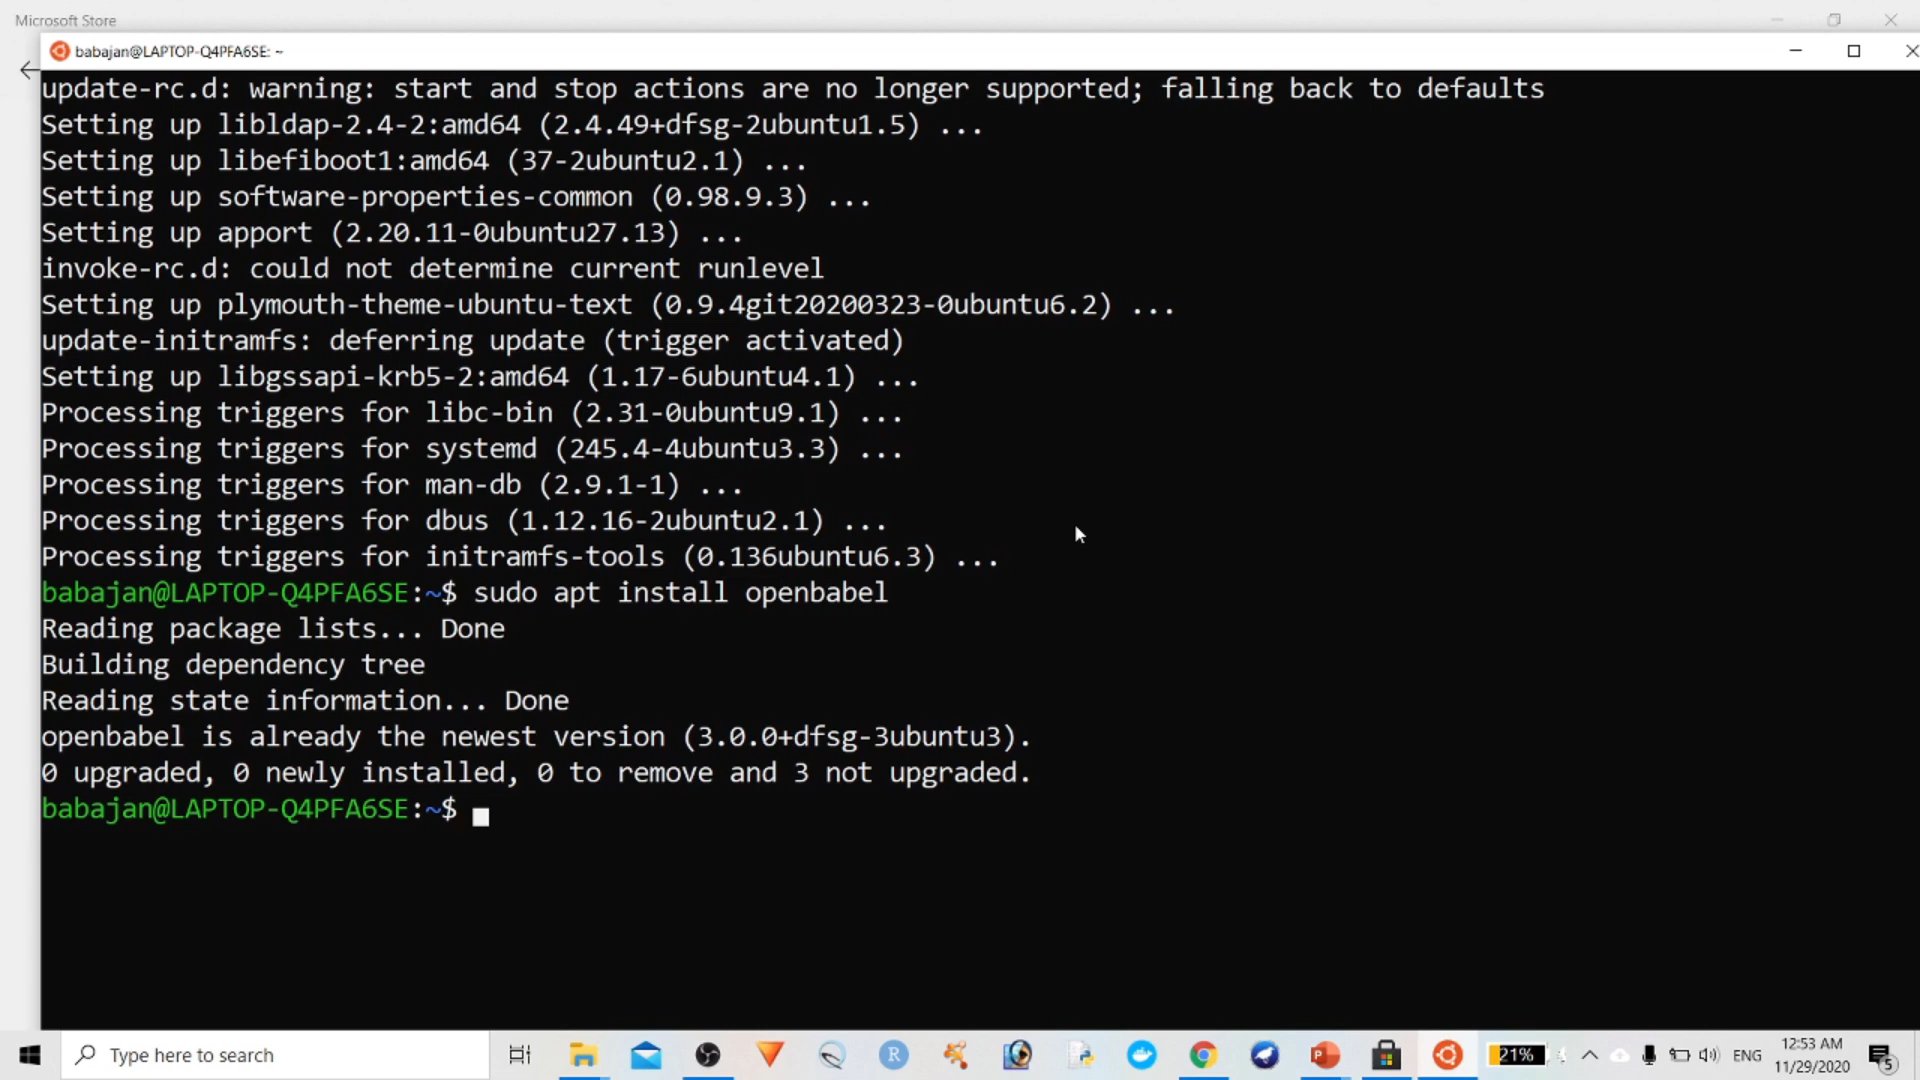 Microsoft Store
babajan@LAPTOP-Q4PFA6SE: ~
update-rc.d: warning: start and stop actions are no longer supported; falling back to defaults
Setting up libldap-2.4-2:amd64 (2.4.49+dfsg-2ubuntu1.5) ...
Setting up libefiboot1:amd64 (37-2ubuntu2.1) ...
Setting up software-properties-common (0.98.9.3) ...
Setting up apport (2.20.11-0ubuntu27.13) ...
invoke-rc.d: could not determine current runlevel
Setting up plymouth-theme-ubuntu-text (0.9.4git20200323-0ubuntu6.2) ...
update-initramfs: deferring update (trigger activated)
Setting up libgssapi-krb5-2:amd64 (1.17-6ubuntu4.1) ...
Processing triggers for libc-bin (2.31-0ubuntu9.1) ...
Processing triggers for systemd (245.4-4ubuntu3.3) ...
Processing triggers for man-db (2.9.1-1) ...
Processing triggers for dbus (1.12.16-2ubuntu2.1) ...
Processing triggers for initramfs-tools (0.136ubuntu6.3) ...
babajan@LAPTOP-Q4PFA6SE:~$ sudo apt install openbabel
Reading package lists... Done
Building dependency tree
Reading state information... Done
openbabel is already the newest version (3.0.0+dfsg-3ubuntu3).
0 upgraded, 0 newly installed, 0 to remove and 3 not upgraded.
babajan@LAPTOP-Q4PFA6SE:~$
Type here to search
R
P
21%
ENG
12:53 AM
11/29/2020
5